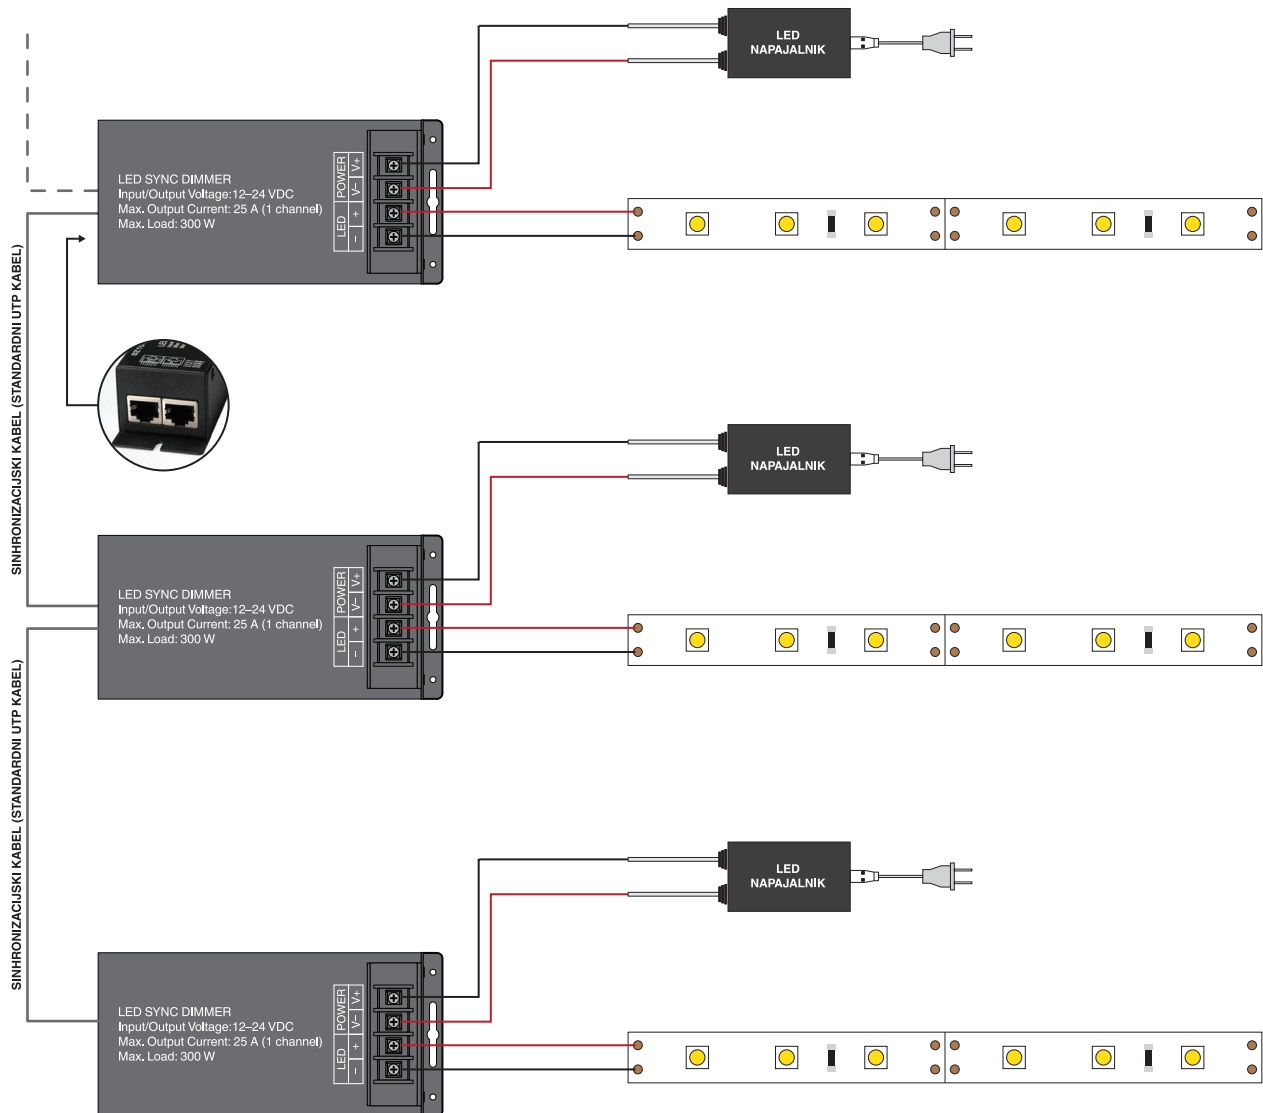 LED
NAPAJALNIK
LED SYNC DIMMER
Input/Output Voltage:12–24 VDC
Max. Output Current: 25 A (1 channel)
Max. Load: 300 W
POWER
V+
V–
LED
+
–
SINHRONIZACIJSKI KABEL (STANDARDNI UTP KABEL)
LED
NAPAJALNIK
LED SYNC DIMMER
Input/Output Voltage:12–24 VDC
Max. Output Current: 25 A (1 channel)
Max. Load: 300 W
POWER
V+
V–
LED
+
–
SINHRONIZACIJSKI KABEL (STANDARDNI UTP KABEL)
LED
NAPAJALNIK
LED SYNC DIMMER
Input/Output Voltage:12–24 VDC
Max. Output Current: 25 A (1 channel)
Max. Load: 300 W
POWER
V+
V–
LED
+
–